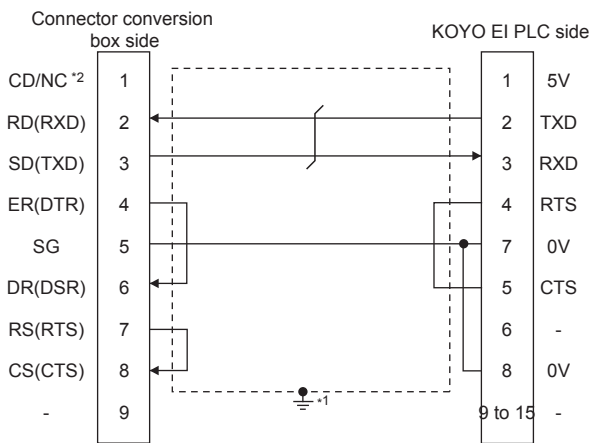 Connector conversion
box side
KOYO EI PLC side
CD/NC *2 1 1 5V
RD(RXD) 2 2 TXD
SD(TXD) 3 3 RXD
ER(DTR) 4 4 RTS
SG 5 7 0V
DR(DSR) 6 5 CTS
RS(RTS) 7 6 -
CS(CTS) 8 8 0V
*1
- 9 9 to 15 -